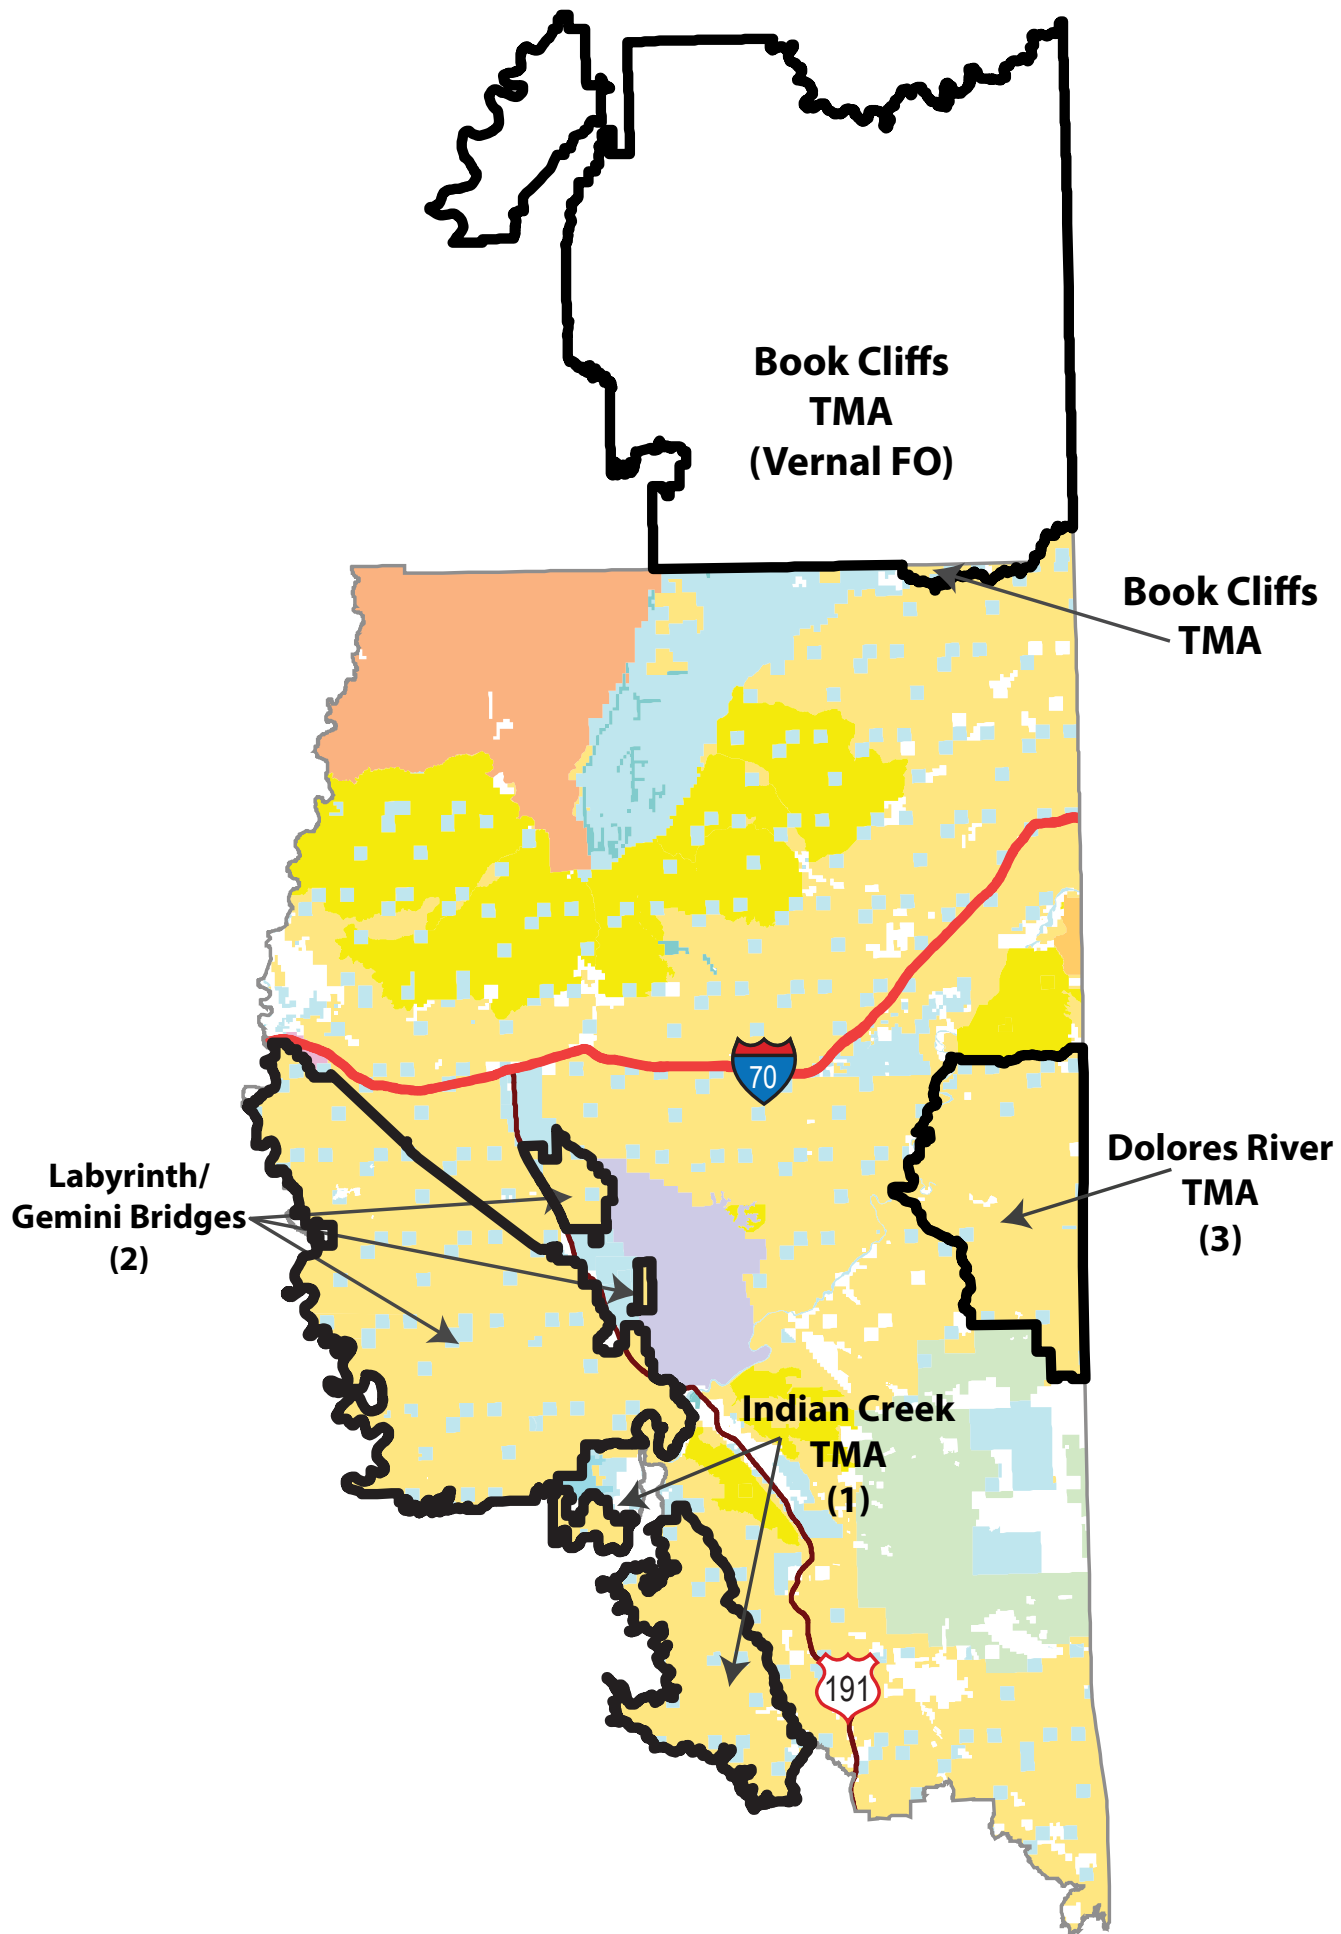 Book Cliffs
TMA
(Vernal FO)
Book Cliffs
TMA
70
Labyrinth/
Gemini Bridges
(2)
Dolores River
TMA
(3)
Indian Creek
TMA
(1)
191